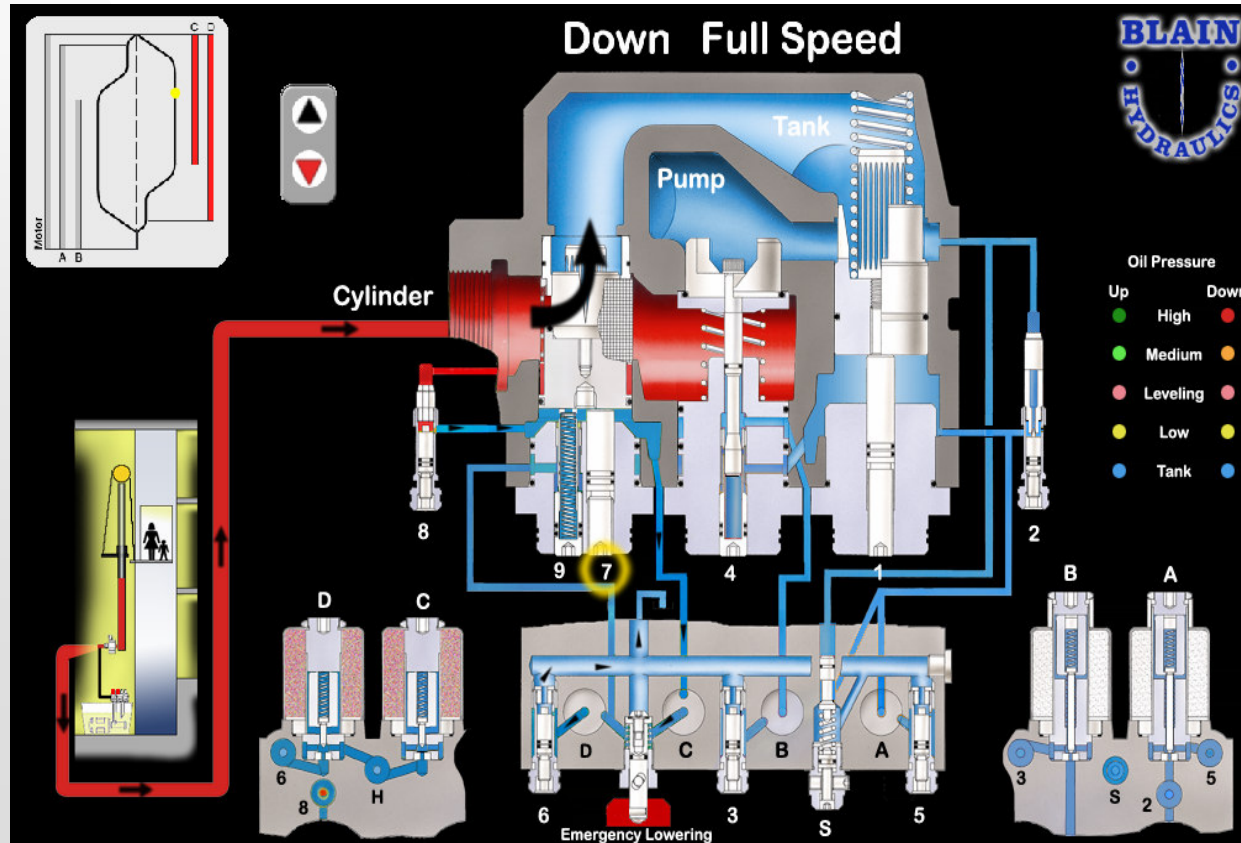 Down Full Speed
BLAIN
HYDRAULICS
C D
Motor
A B
Tank
Pump
Cylinder
Oil Pressure
Up Down
High
Medium
Leveling
Low
Tank
8
9 7 4 1
2
D C
6
H
8
D C B A
6 3 S 5
Emergency Lowering
B A
3 S 2 5